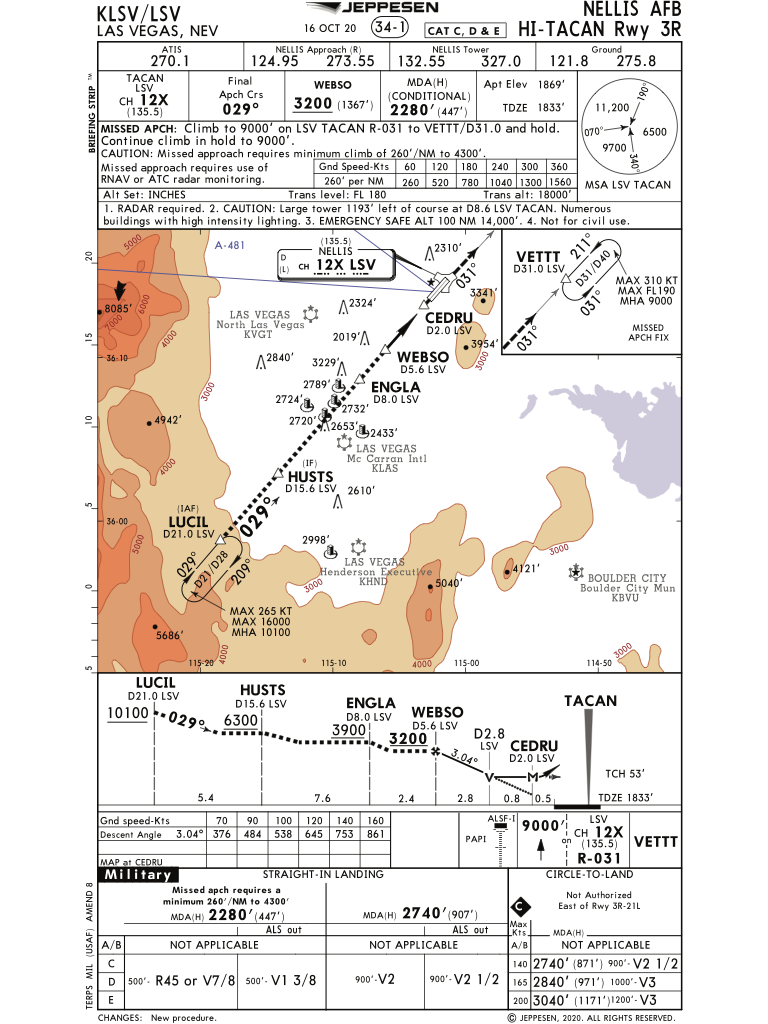 KLSV/LSV
LAS VEGAS, NEV
JEPPESEN
16 OCT 20
34-1
CAT C, D & E
NELLIS AFB
HI-TACAN Rwy 3R
ATIS
270.1
NELLIS Approach (R)
124.95 273.55
NELLIS Tower
132.55 327.0
Ground
121.8 275.8
BRIEFING STRIP ™
TACAN
LSV
CH 12X
(135.5)
Final
Apch Crs
029°
WEBSO
3200 (1367')
MDA(H)
(CONDITIONAL)
2280' (447')
Apt Elev 1869'
TDZE 1833'
190°
11,200
070°
6500
9700
340°
MSA LSV TACAN
MISSED APCH: Climb to 9000' on LSV TACAN R-031 to VETTT/D31.0 and hold.
Continue climb in hold to 9000'.
CAUTION: Missed approach requires minimum climb of 260'/NM to 4300'.
Missed approach requires use of
RNAV or ATC radar monitoring.
Gnd Speed-Kts 60 120 180 240 300 360
260' per NM 260 520 780 1040 1300 1560
Alt Set: INCHES Trans level: FL 180 Trans alt: 18000'
1. RADAR required. 2. CAUTION: Large tower 1193' left of course at D8.6 LSV TACAN. Numerous
buildings with high intensity lighting. 3. EMERGENCY SAFE ALT 100 NM 14,000'. 4. Not for civil use.
5000
A-481
(135.5)
NELLIS
D
(L) CH 12X LSV
2310'
031°
VETTT
D31.0 LSV
211°
D31/D40
031°
MAX 310 KT
MAX FL190
MHA 9000
031°
MISSED
APCH FIX
20
8085'
6000
7000
4000
15
36-10
3000
LAS VEGAS
North Las Vegas
KVGT
2324'
2019'
2840'
3229'
3341'
CEDRU
D2.0 LSV
3954'
3000
WEBSO
D5.6 LSV
2789'
ENGLA
D8.0 LSV
2724'
2732'
2720'
2653'
2433'
10
4942'
4000
LAS VEGAS
Mc Carran Intl
KLAS
(IF)
HUSTS
D15.6 LSV
2610'
029°
5
36-00
5000
(IAF)
LUCIL
D21.0 LSV
029°
D21/D28
209°
2998'
LAS VEGAS
Henderson Executive
KHND
3000
5040'
3000
4121'
BOULDER CITY
Boulder City Mun
KBVU
0
MAX 265 KT
MAX 16000
MHA 10100
5686'
4000
4000
3000
5
115-20
115-10
115-00
114-50
LUCIL
D21.0 LSV
10100
029°
HUSTS
D15.6 LSV
6300
ENGLA
D8.0 LSV
3900
WEBSO
D5.6 LSV
3200
3.04°
D2.8
LSV
V
CEDRU
D2.0 LSV
M
TACAN
TCH 53'
TDZE 1833'
5.4 7.6 2.4 2.8 0.8 0.5
Gnd speed-Kts 70 90 100 120 140 160
Descent Angle 3.04° 376 484 538 645 753 861
MAP at CEDRU
ALSF-I
PAPI
9000'
on
LSV
CH 12X
(135.5)
R-031
VETTT
Military
STRAIGHT-IN LANDING
CIRCLE-TO-LAND
Missed apch requires a
minimum 260'/NM to 4300'
MDA(H) 2280' (447')
MDA(H) 2740' (907')
C
Not Authorized
East of Rwy 3R-21L
ALS out
ALS out
Max
Kts
MDA(H)
A/B NOT APPLICABLE NOT APPLICABLE A/B NOT APPLICABLE
C
D
E
500'- R45 or V7/8
500'- V1 3/8
900'-V2
900'-V2 1/2
140 2740' (871') 900'-V2 1/2
165 2840' (971') 1000'-V3
200 3040' (1171')1200'-V3
TERPS MIL (USAF) AMEND 8
CHANGES: New procedure.
© JEPPESEN, 2020. ALL RIGHTS RESERVED.